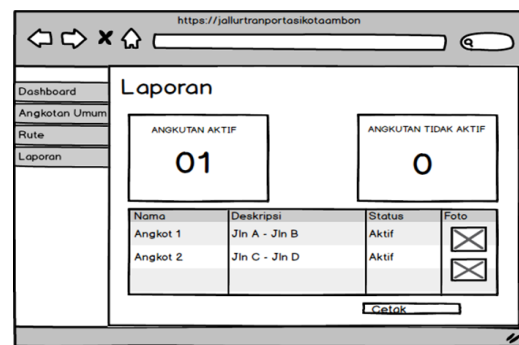 https://jallurtranportasikotaambon
Dashboard
Angkotan Umum
Rute
Laporan
Laporan
ANGKUTAN AKTIF
01
ANGKUTAN TIDAK AKTIF
0
Nama Deskripsi Status Foto
Angkot 1 Jln A - Jln B Aktif
Angkot 2 Jln C - Jln D Aktif
Cetak